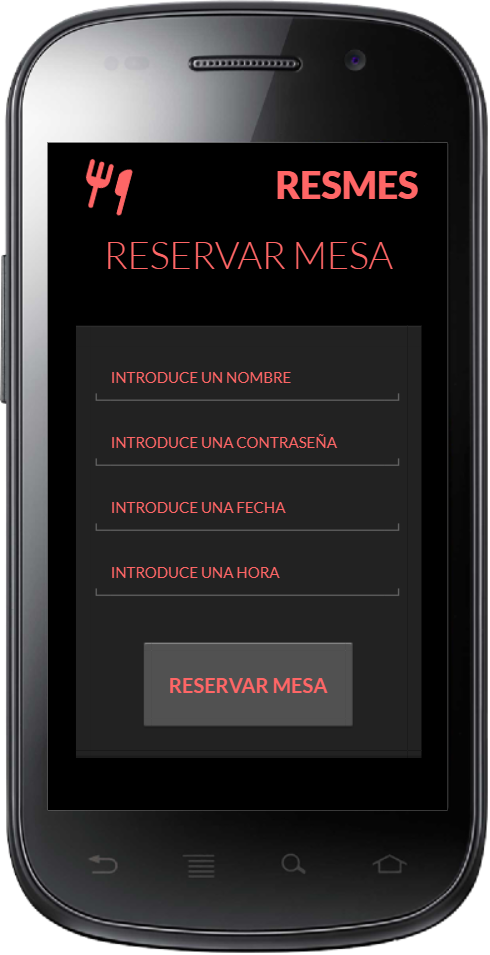 RESMES
RESERVAR MESA
INTRODUCE UN NOMBRE
INTRODUCE UNA CONTRASEÑA
INTRODUCE UNA FECHA
INTRODUCE UNA HORA
RESERVAR MESA